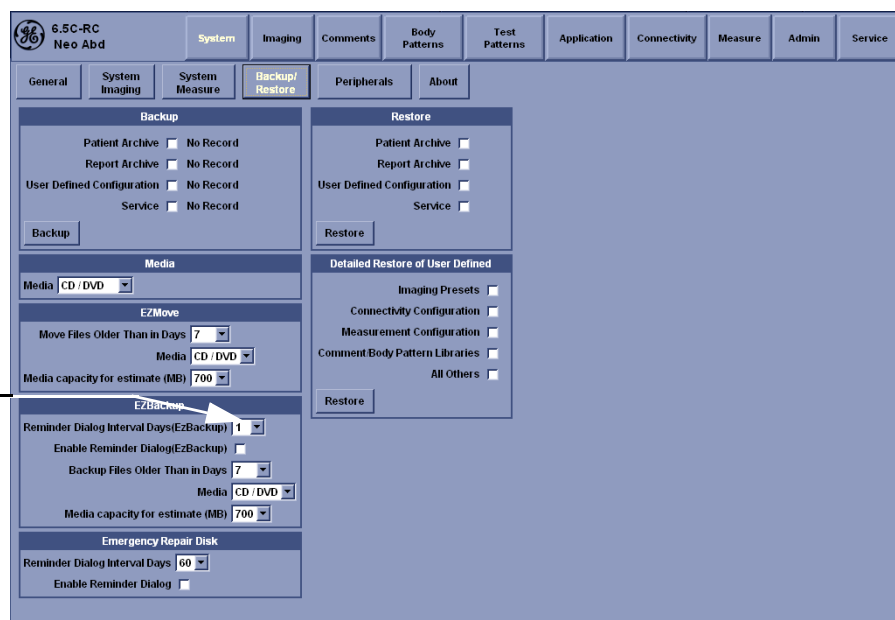 6.5C-RC
Neo Abd
System
Imaging
Comments
Body Patterns
Test Patterns
Application
Connectivity
Measure
Admin
Service
General
System Imaging
System Measure
Backup/ Restore
Peripherals
About
Backup
Patient Archive No Record
Report Archive No Record
User Defined Configuration No Record
Service No Record
Backup
Media
Media CD / DVD
EZMove
Move Files Older Than in Days 7
Media CD / DVD
Media capacity for estimate (MB) 700
EZBackup
Reminder Dialog Interval Days(EzBackup) 1
Enable Reminder Dialog(EzBackup)
Backup Files Older Than in Days 7
Media CD / DVD
Media capacity for estimate (MB) 700
Emergency Repair Disk
Reminder Dialog Interval Days 60
Enable Reminder Dialog
Restore
Patient Archive
Report Archive
User Defined Configuration
Service
Restore
Detailed Restore of User Defined
Imaging Presets
Connectivity Configuration
Measurement Configuration
Comment/Body Pattern Libraries
All Others
Restore